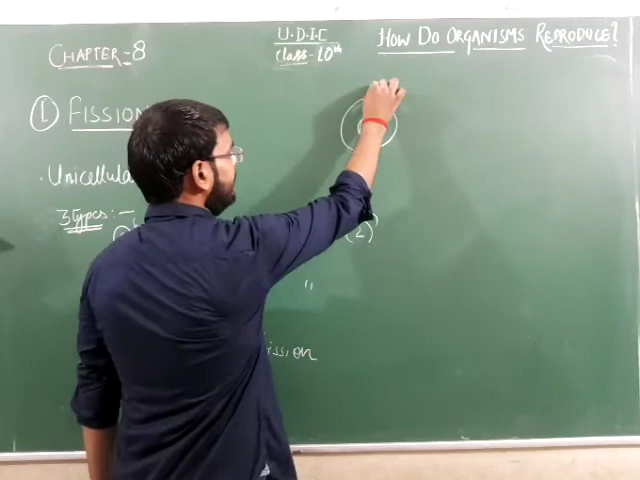 CHAPTER-8
U.D.I.C
Class-10th
HOW DO ORGANISMS REPRODUCE?
(1) FISSION
· Unicellula
3 types:-
(2)
"
ission